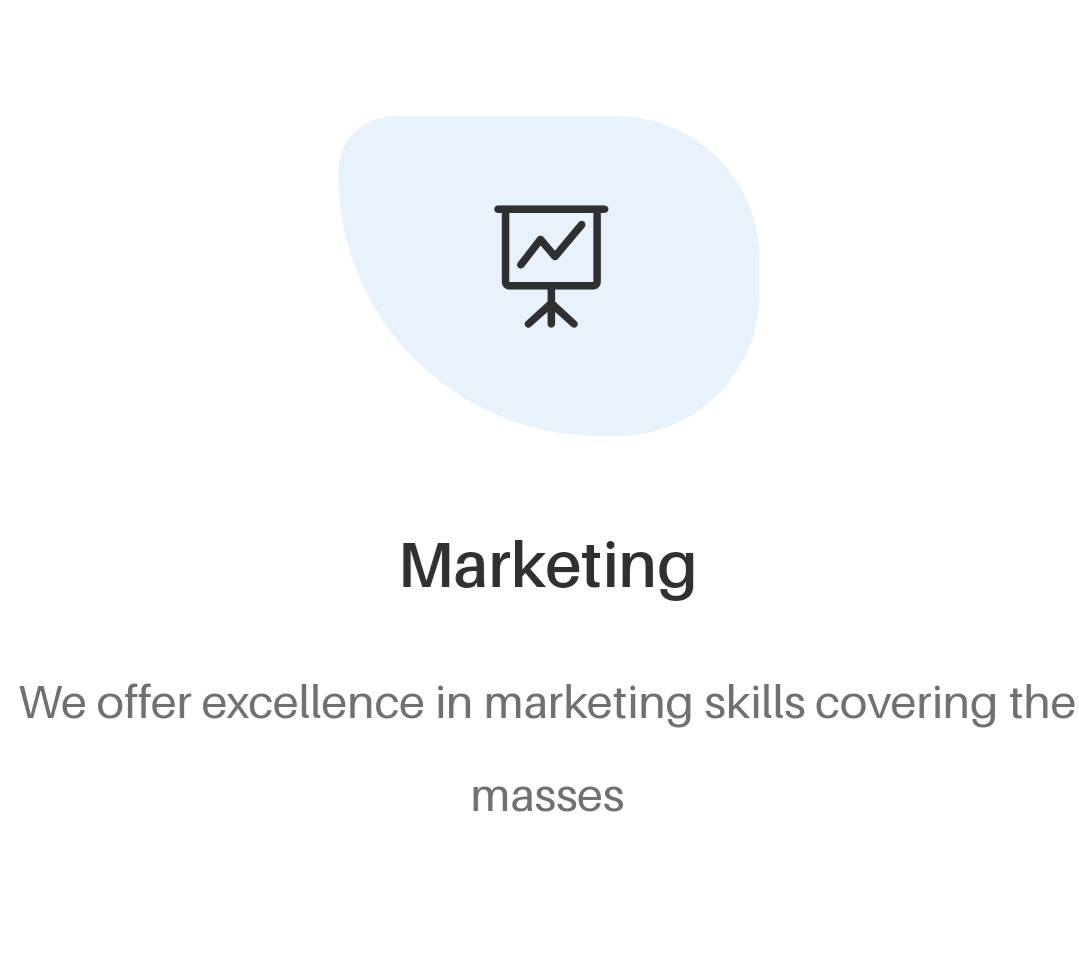 Marketing
We offer excellence in marketing skills covering the
masses